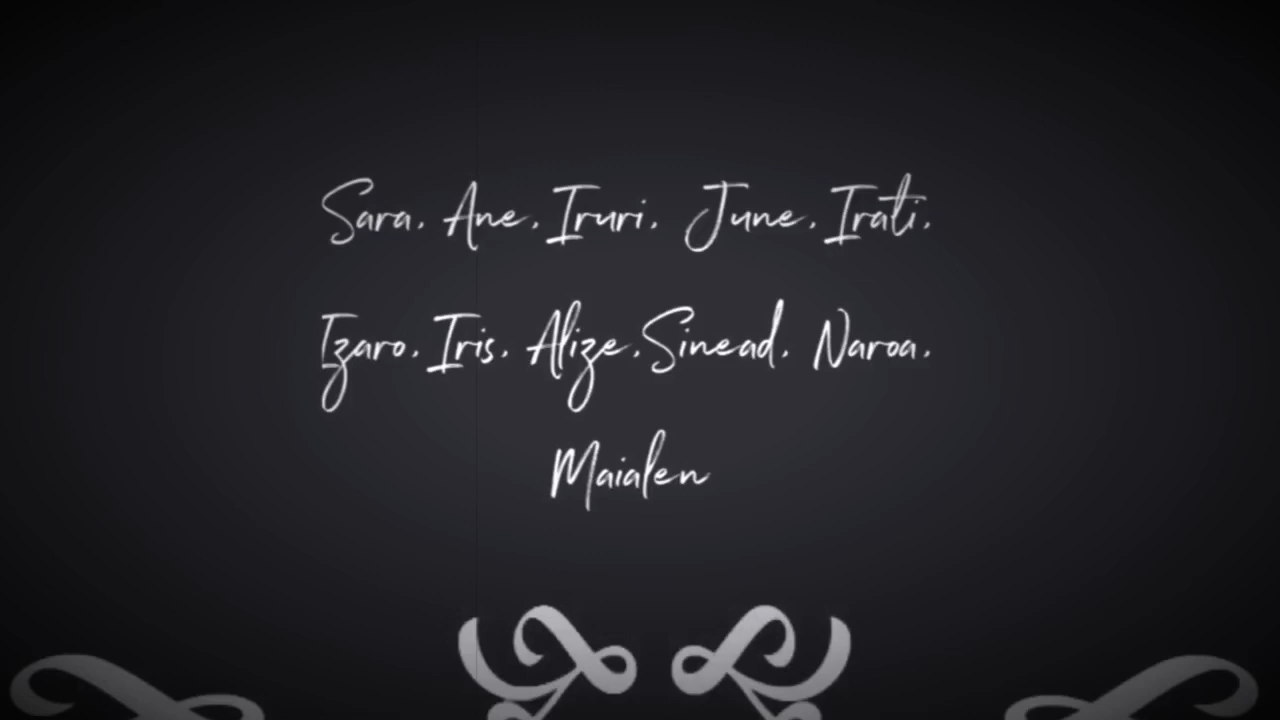 Sara, Ane, Iruri, June, Irati,
Izaro, Iris, Alize, Sinead, Naroa,
Maialen